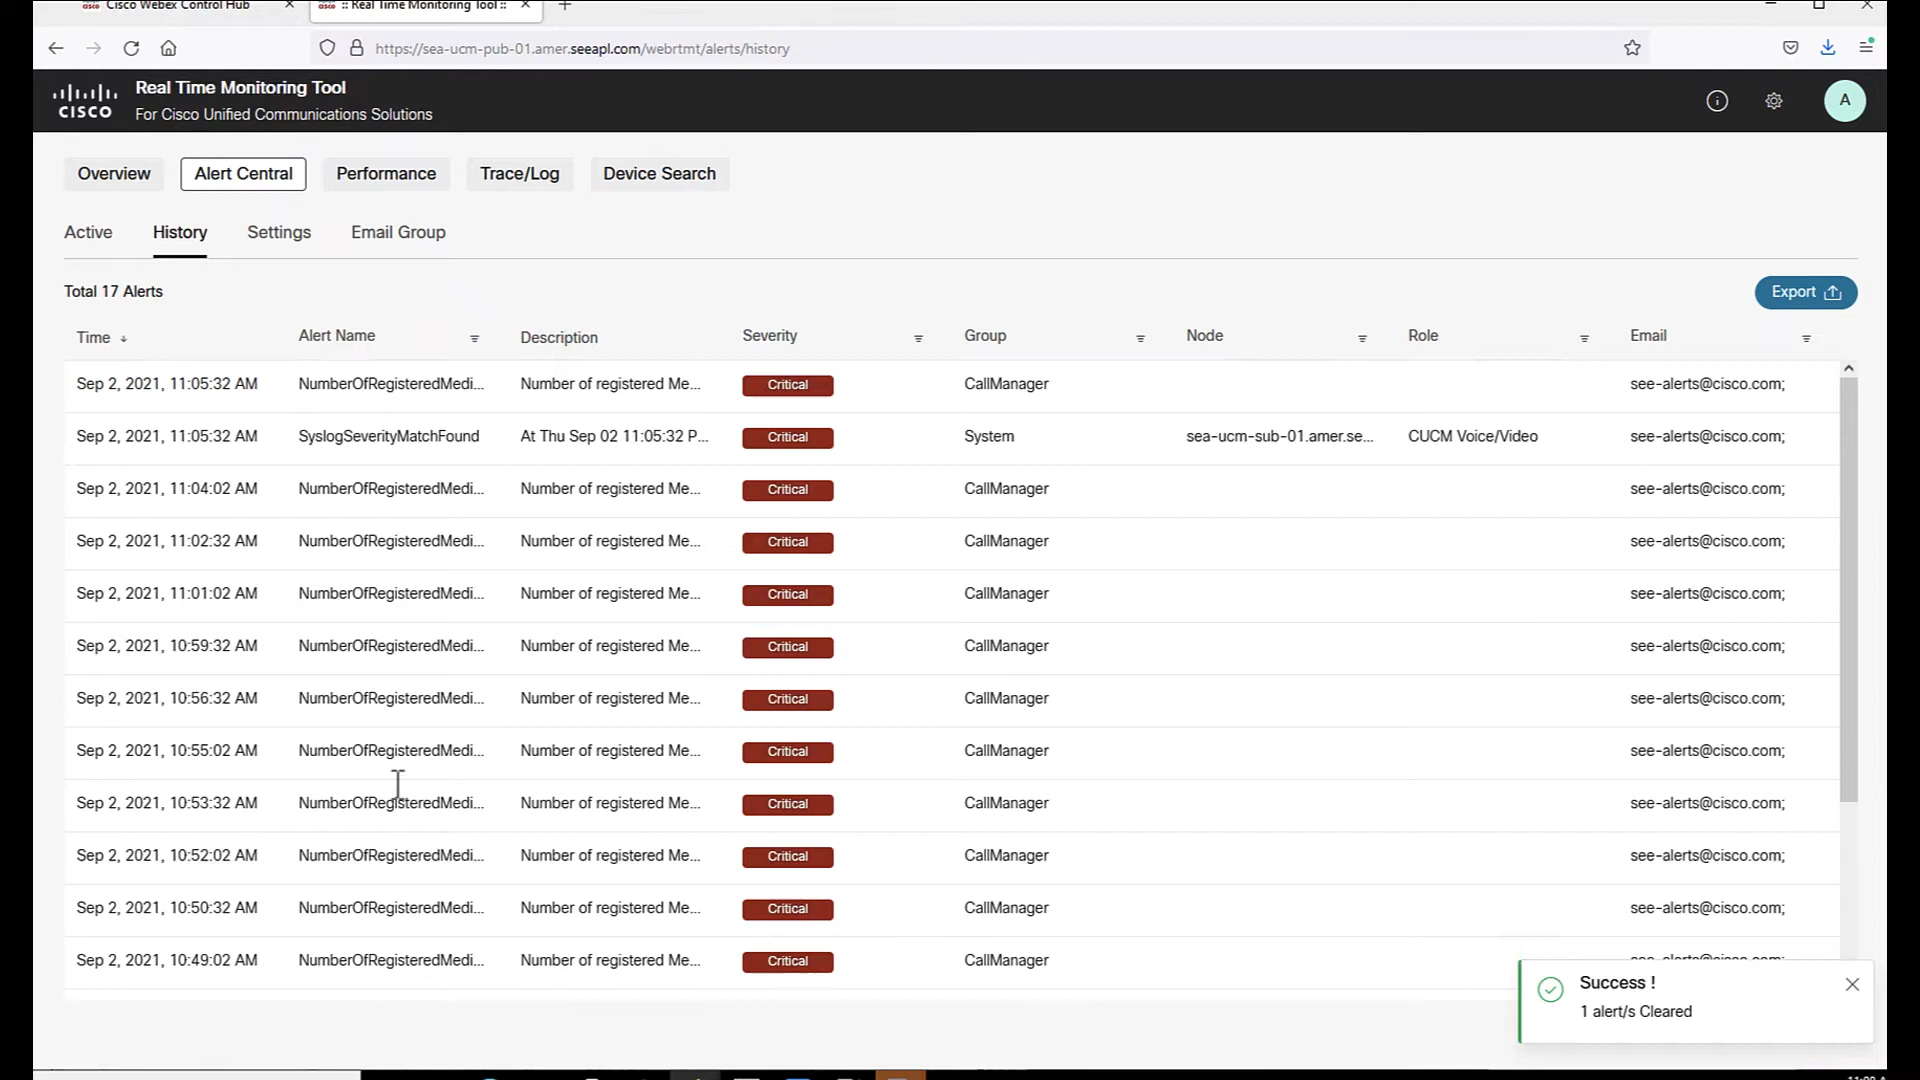 Cisco Webex Control Hub
:: Real Time Monitoring Tool ::
https://sea-ucm-pub-01.amer.seeapl.com/webrtmt/alerts/history
CISCO
Real Time Monitoring Tool
For Cisco Unified Communications Solutions
A
Overview Alert Central Performance Trace/Log Device Search
Active History Settings Email Group
Total 17 Alerts
Export
Time Alert Name Description Severity Group Node Role Email
Sep 2, 2021, 11:05:32 AM NumberOfRegisteredMedi... Number of registered Me... Critical CallManager see-alerts@cisco.com;
Sep 2, 2021, 11:05:32 AM SyslogSeverityMatchFound At Thu Sep 02 11:05:32 P... Critical System sea-ucm-sub-01.amer.se... CUCM Voice/Video see-alerts@cisco.com;
Sep 2, 2021, 11:04:02 AM NumberOfRegisteredMedi... Number of registered Me... Critical CallManager see-alerts@cisco.com;
Sep 2, 2021, 11:02:32 AM NumberOfRegisteredMedi... Number of registered Me... Critical CallManager see-alerts@cisco.com;
Sep 2, 2021, 11:01:02 AM NumberOfRegisteredMedi... Number of registered Me... Critical CallManager see-alerts@cisco.com;
Sep 2, 2021, 10:59:32 AM NumberOfRegisteredMedi... Number of registered Me... Critical CallManager see-alerts@cisco.com;
Sep 2, 2021, 10:56:32 AM NumberOfRegisteredMedi... Number of registered Me... Critical CallManager see-alerts@cisco.com;
Sep 2, 2021, 10:55:02 AM NumberOfRegisteredMedi... Number of registered Me... Critical CallManager see-alerts@cisco.com;
Sep 2, 2021, 10:53:32 AM NumberOfRegisteredMedi... Number of registered Me... Critical CallManager see-alerts@cisco.com;
Sep 2, 2021, 10:52:02 AM NumberOfRegisteredMedi... Number of registered Me... Critical CallManager see-alerts@cisco.com;
Sep 2, 2021, 10:50:32 AM NumberOfRegisteredMedi... Number of registered Me... Critical CallManager see-alerts@cisco.com;
Sep 2, 2021, 10:49:02 AM NumberOfRegisteredMedi... Number of registered Me... Critical CallManager see-alerts@cisco.com;
Success !
1 alert/s Cleared